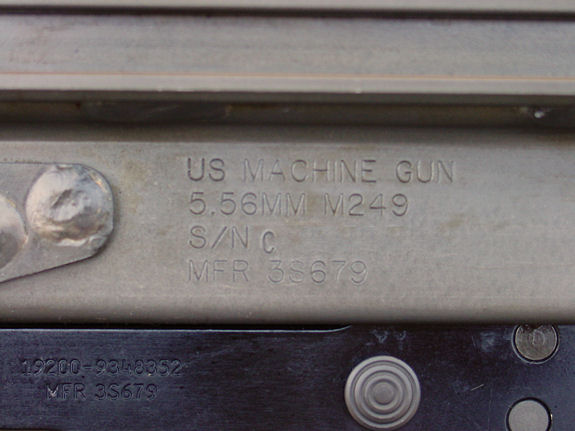 US MACHINE GUN
5.56MM M249
S/N C
MFR 3S679
19200-9348352
MFR 3S679